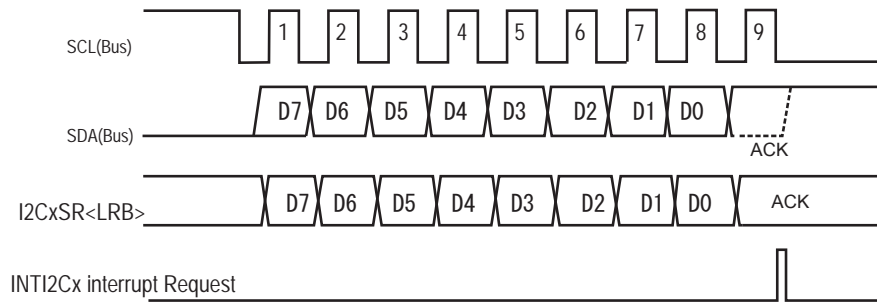 SCL(Bus) 1 2 3 4 5 6 7 8 9
SDA(Bus) D7 D6 D5 D4 D3 D2 D1 D0
ACK
I2CxSR<LRB> D7 D6 D5 D4 D3 D2 D1 D0 ACK
INTI2Cx interrupt Request